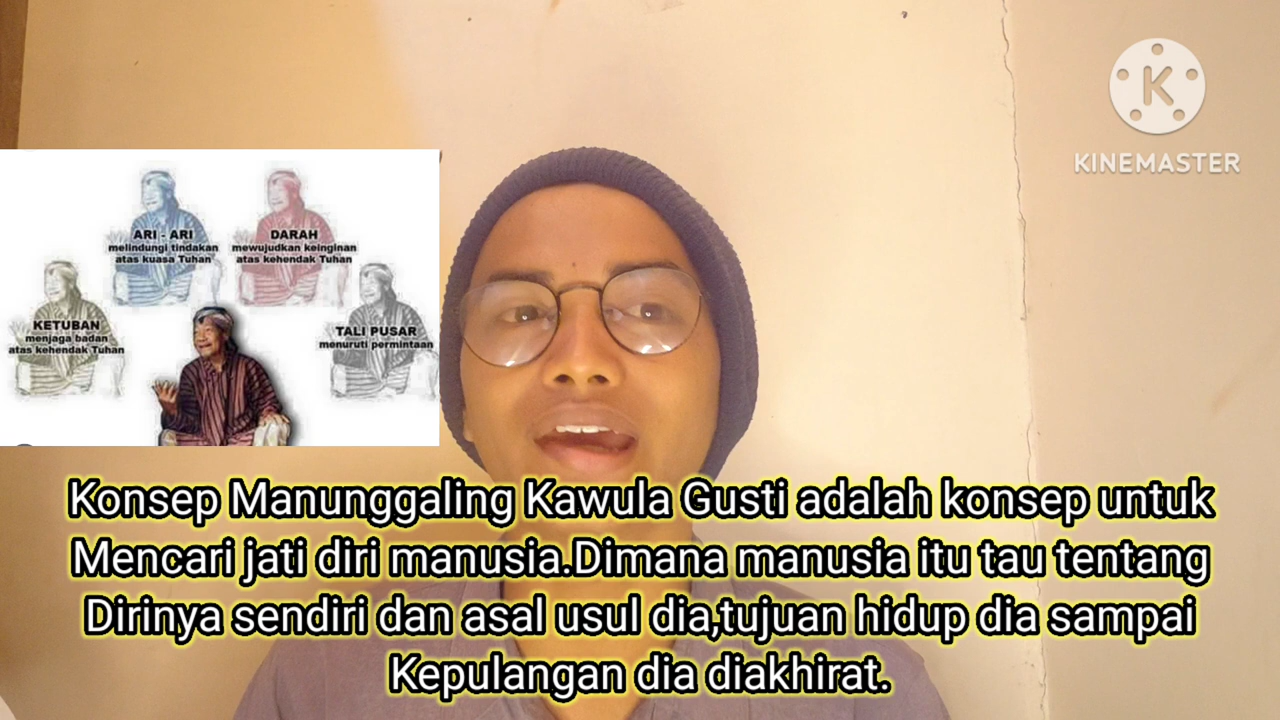 KINEMASTER
ARI - ARI
melindungi tindakan
atas kuasa Tuhan
DARAH
mewujudkan keinginan
atas kehendak Tuhan
KETUBAN
menjaga badan
atas kehendak Tuhan
TALI PUSAR
menuruti permintaan
Konsep Manunggaling Kawula Gusti adalah konsep untuk
Mencari jati diri manusia.Dimana manusia itu tau tentang
Dirinya sendiri dan asal usul dia,tujuan hidup dia sampai
Kepulangan dia diakhirat.